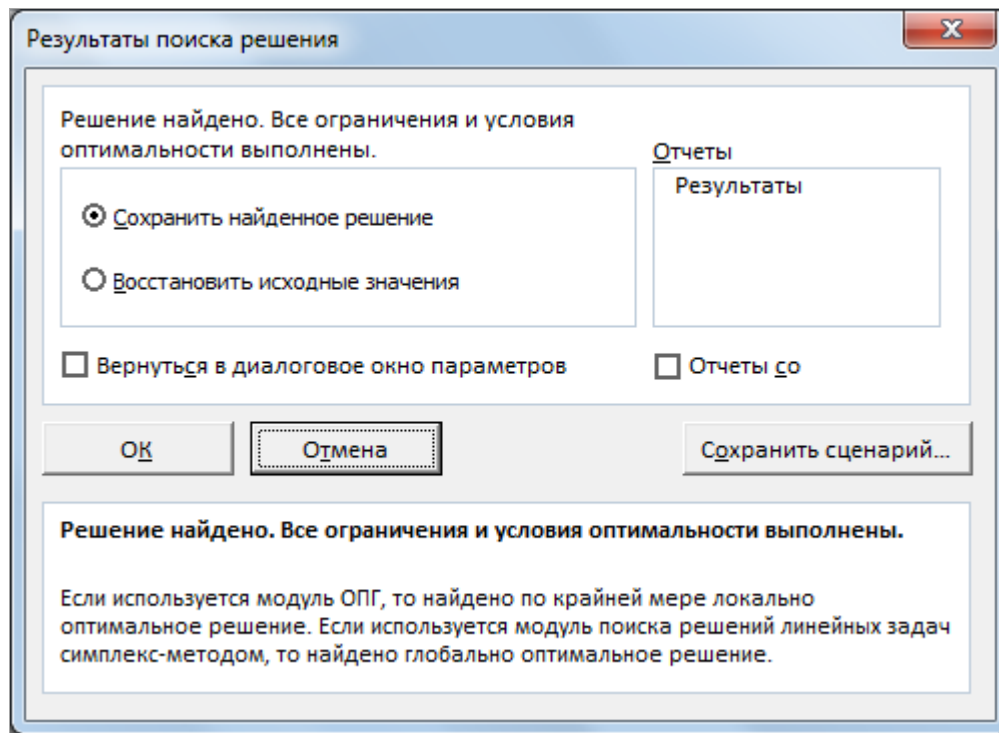 Результаты поиска решения
Решение найдено. Все ограничения и условия
оптимальности выполнены.
Отчеты
Результаты
Сохранить найденное решение
Восстановить исходные значения
Вернуться в диалоговое окно параметров
Отчеты со
ОК
Отмена
Сохранить сценарий...
Решение найдено. Все ограничения и условия оптимальности выполнены.
Если используется модуль ОПГ, то найдено по крайней мере локально
оптимальное решение. Если используется модуль поиска решений линейных задач
симплекс-методом, то найдено глобально оптимальное решение.